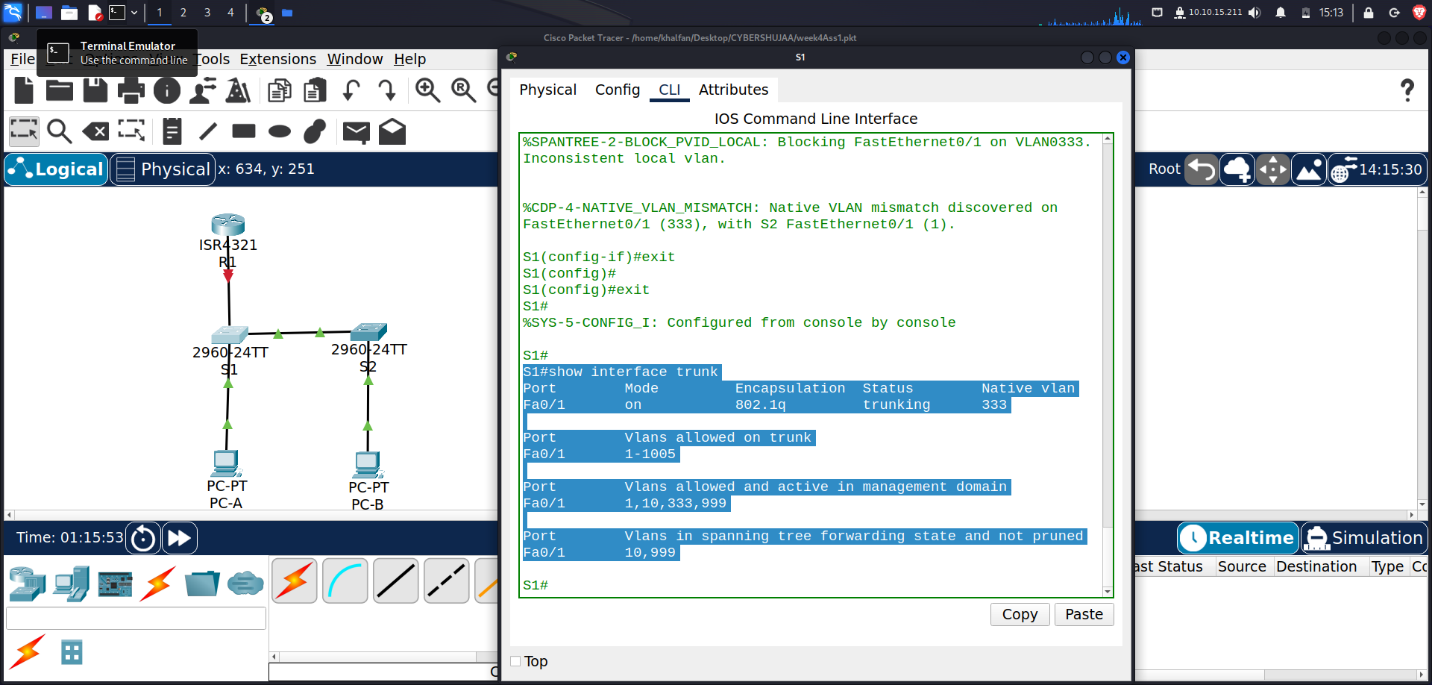 1 2 3 4 2 10.10.15.211 15:13
Terminal Emulator
Use the command line
Cisco Packet Tracer - /home/khalfan/Desktop/CYBERSHUJAA/week4Ass1.pkt
File Tools Extensions Window Help
Logical Physical x: 634, y: 251
Root 14:15:30
ISR4321
R1
2960-24TT
S1
2960-24TT
S2
PC-PT
PC-A
PC-PT
PC-B
Time: 01:15:53
S1
Physical Config CLI Attributes
IOS Command Line Interface
%SPANTREE-2-BLOCK_PVID_LOCAL: Blocking FastEthernet0/1 on VLAN0333.
Inconsistent local vlan.
%CDP-4-NATIVE_VLAN_MISMATCH: Native VLAN mismatch discovered on
FastEthernet0/1 (333), with S2 FastEthernet0/1 (1).
S1(config-if)#exit
S1(config)#
S1(config)#exit
S1#
%SYS-5-CONFIG_I: Configured from console by console
S1#
S1#show interface trunk
Port Mode Encapsulation Status Native vlan
Fa0/1 on 802.1q trunking 333
Port Vlans allowed on trunk
Fa0/1 1-1005
Port Vlans allowed and active in management domain
Fa0/1 1,10,333,999
Port Vlans in spanning tree forwarding state and not pruned
Fa0/1 10,999
S1#
Copy Paste
Top
Realtime Simulation
ast Status Source Destination Type